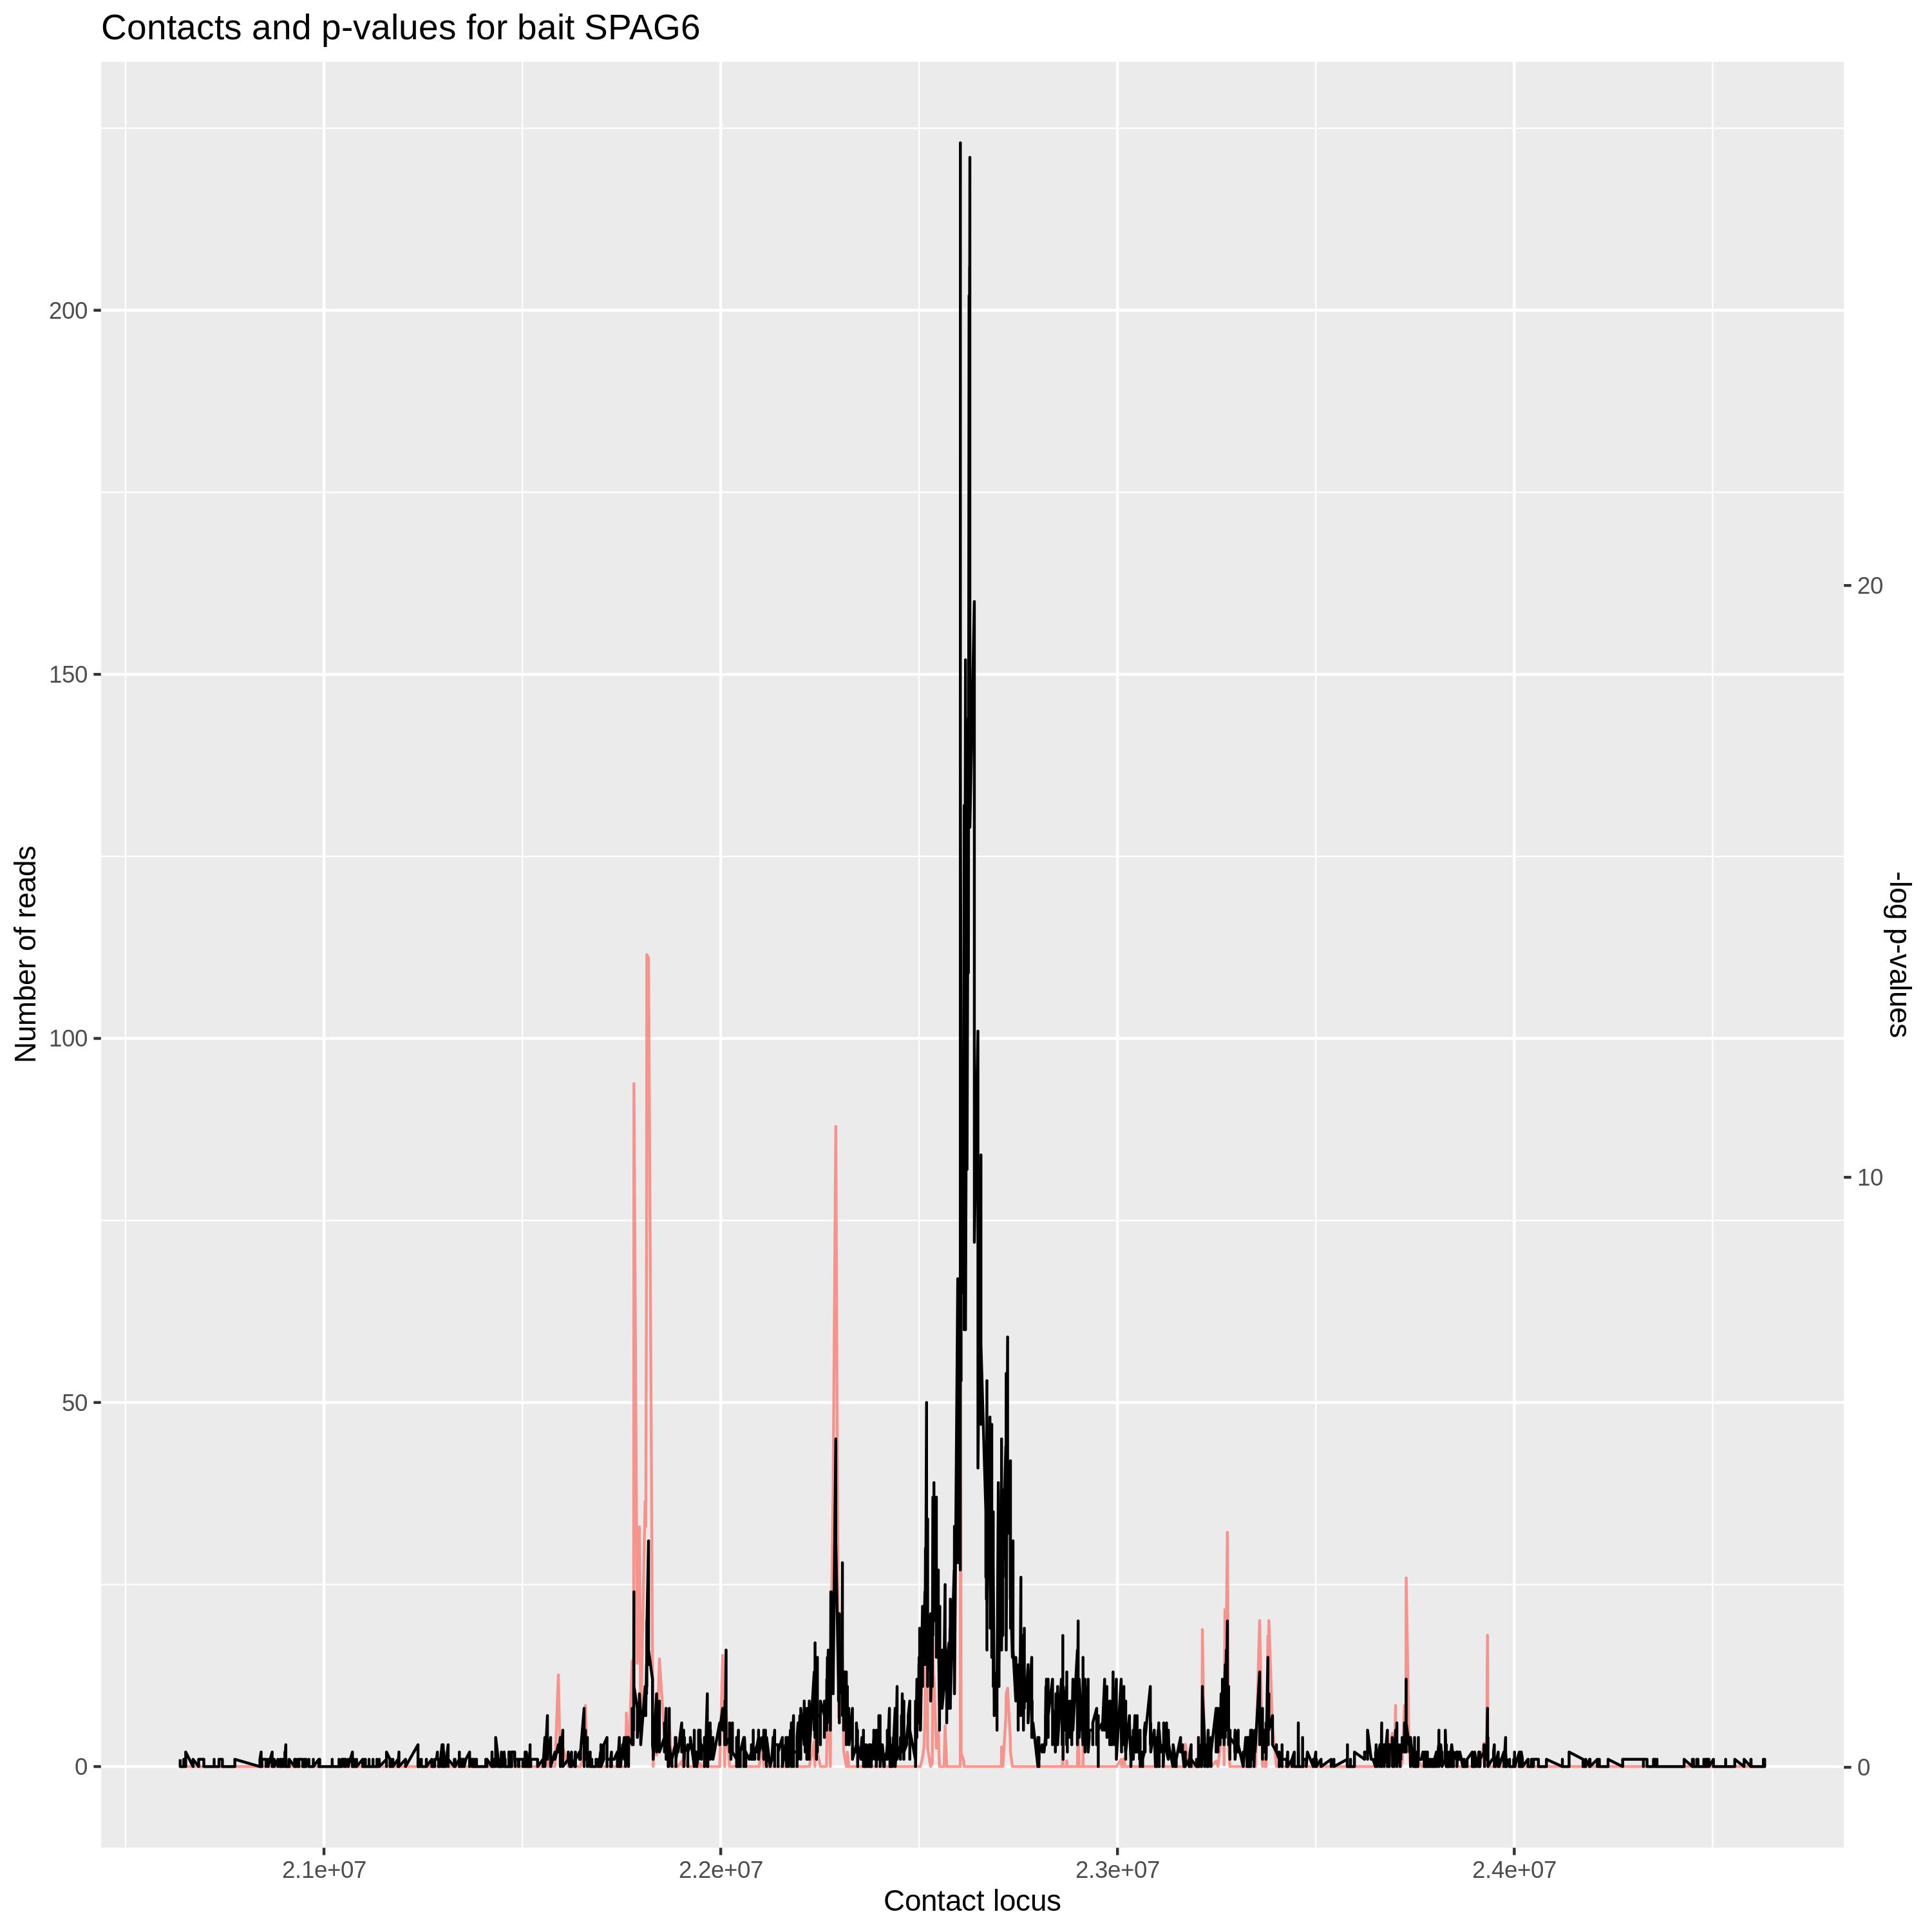 Contacts and p-values for bait SPAG6
Number of reads
200
150
100
50
0
20
10
0
-log p-values
2.1e+07 2.2e+07 2.3e+07 2.4e+07
Contact locus